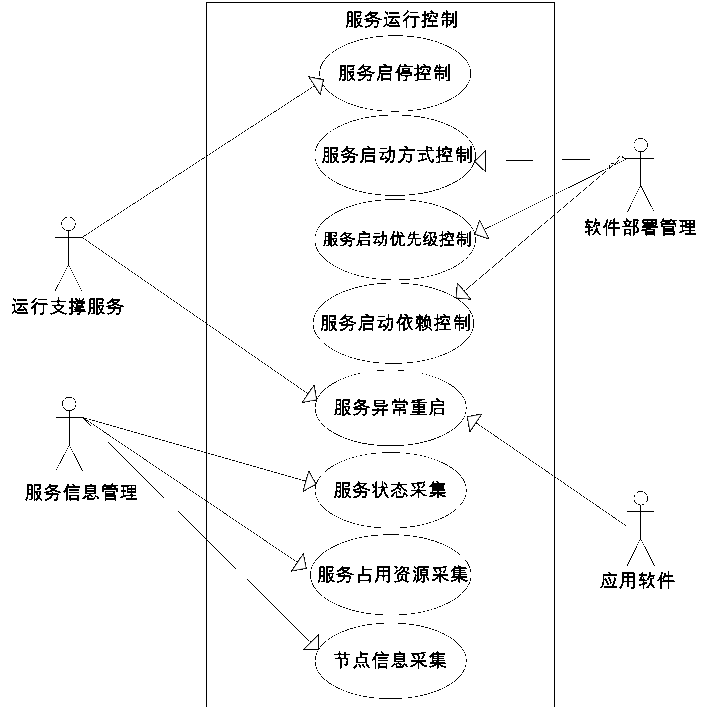 服务运行控制
服务启停控制
服务启动方式控制
软件部署管理
服务启动优先级控制
运行支撑服务
服务启动依赖控制
服务异常重启
服务信息管理
服务状态采集
服务占用资源采集
应用软件
节点信息采集